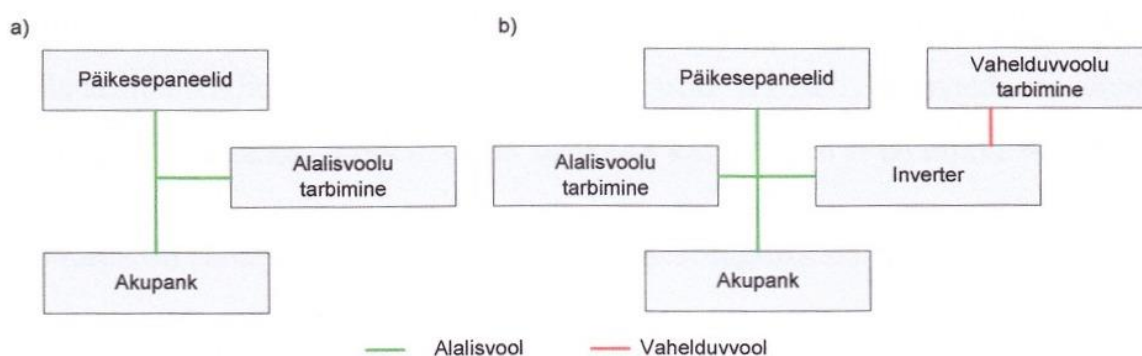 a)
Päikesepaneelid
Alalisvoolu
tarbimine
Akupank
b)
Päikesepaneelid
Vahelduvvoolu
tarbimine
Alalisvoolu
tarbimine
Inverter
Akupank
Alalisvool
Vahelduvvool